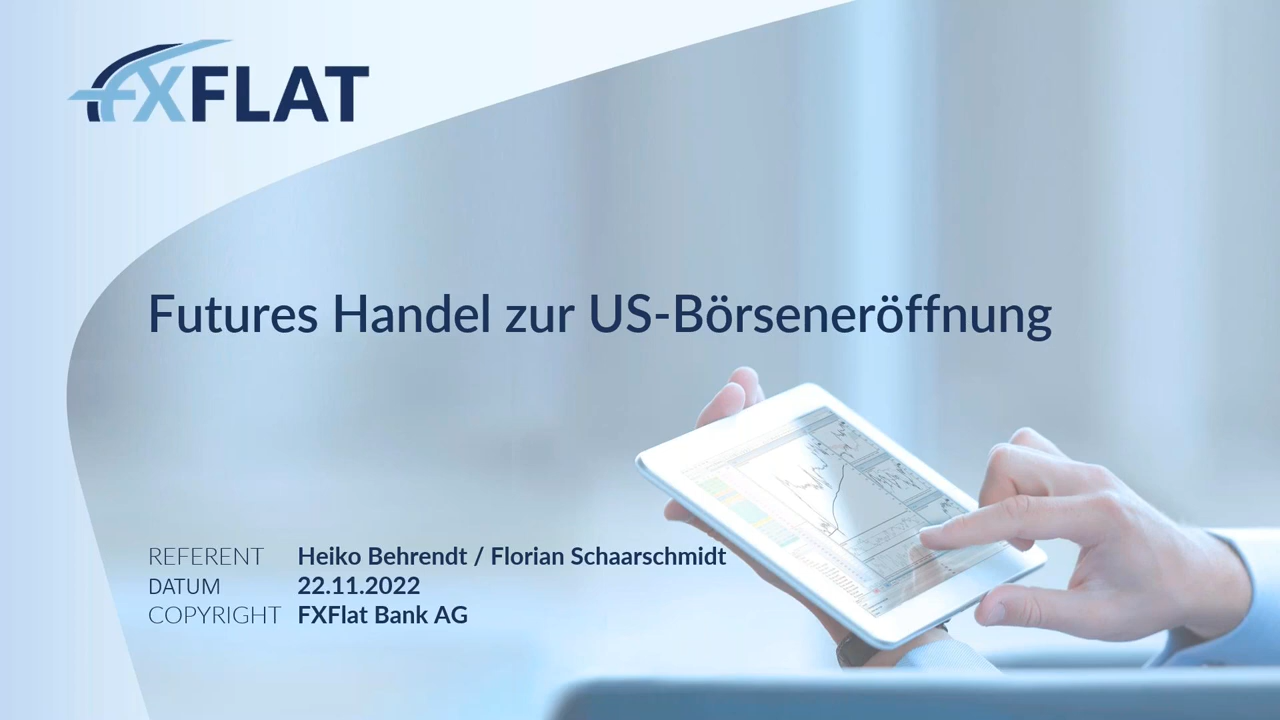 FXFLAT
Futures Handel zur US-Börseneröffnung
REFERENT Heiko Behrendt / Florian Schaarschmidt
DATUM 22.11.2022
COPYRIGHT FXFlat Bank AG